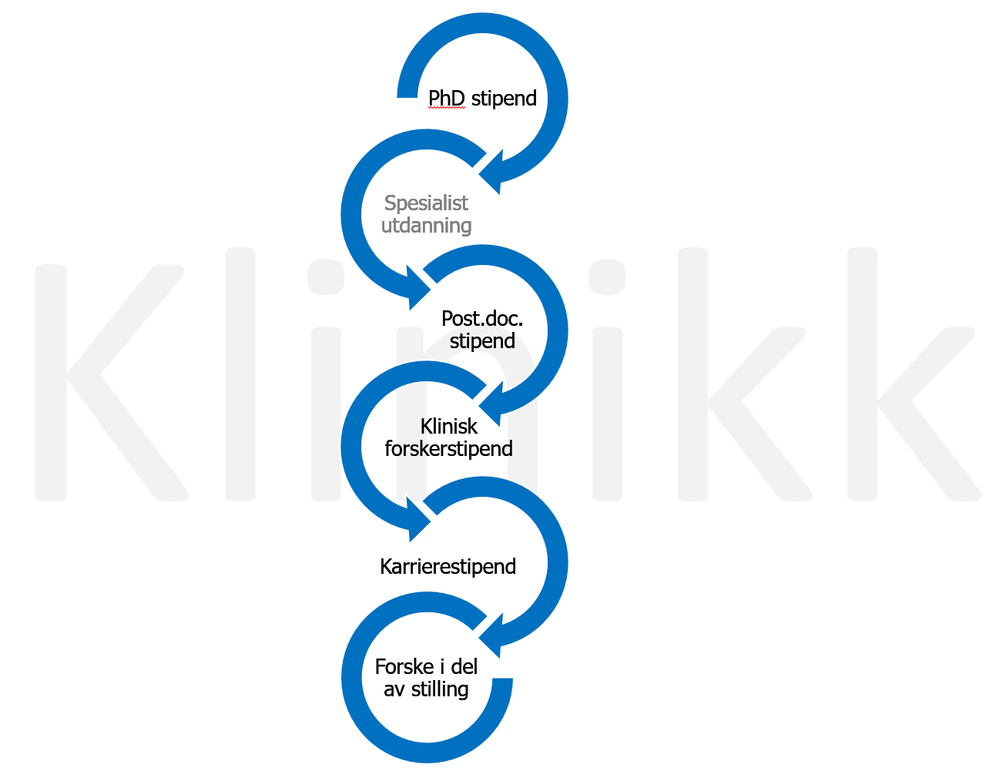 PhD stipend
Spesialist
utdanning
Post.doc.
stipend
Klinikk
Klinisk
forskerstipend
Karrierestipend
Forske i del
av stilling